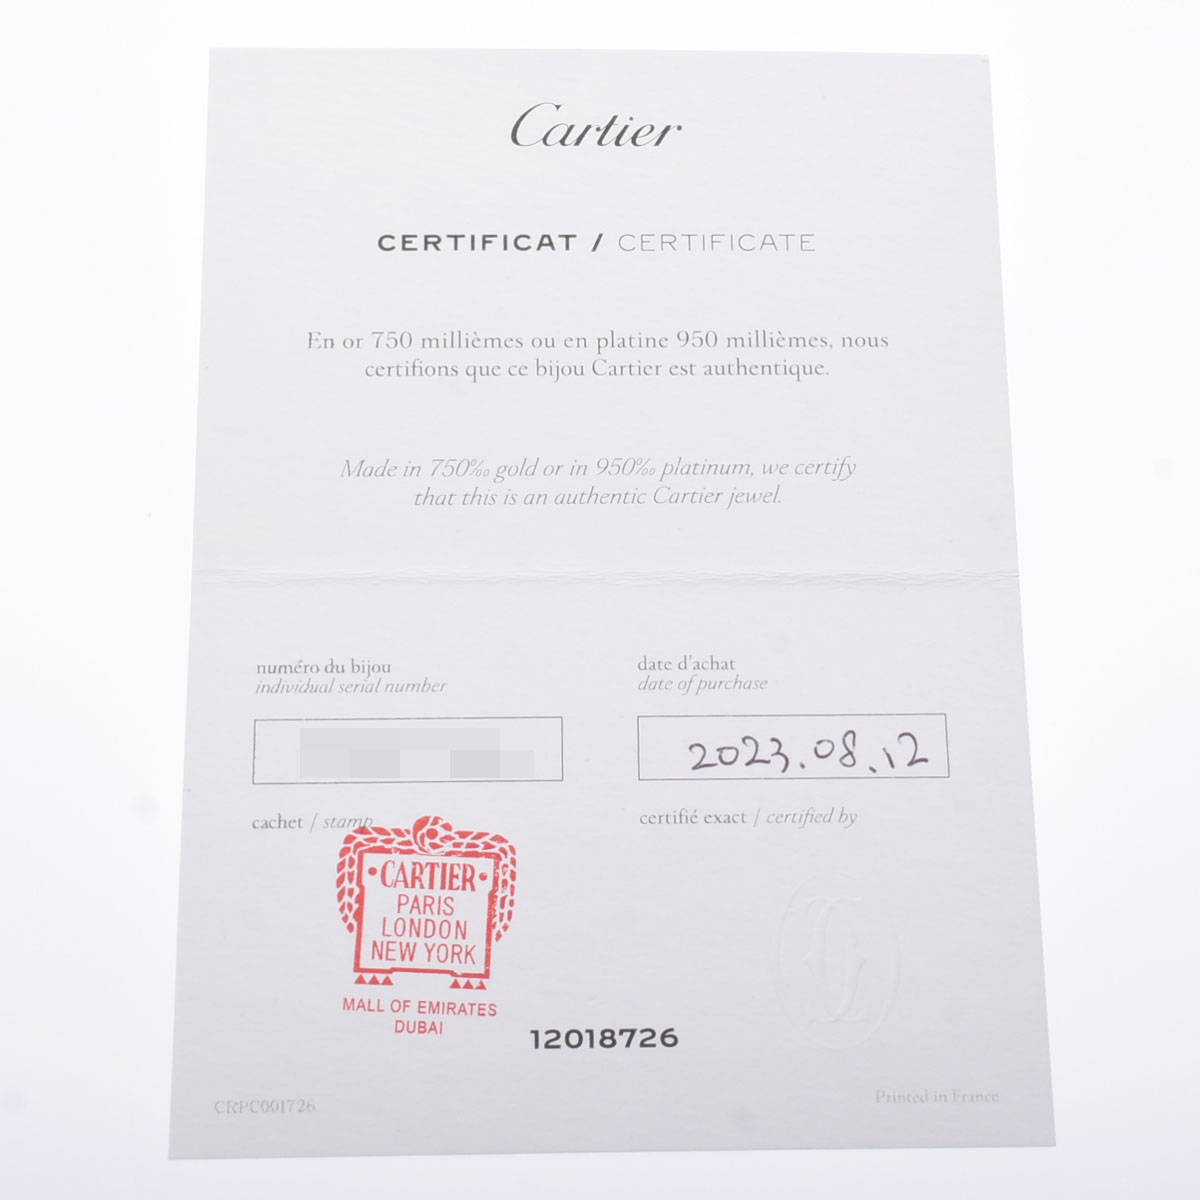 Cartier
CERTIFICAT / CERTIFICATE
En or 750 millièmes ou en platine 950 millièmes, nous
certifions que ce bijou Cartier est authentique.
Made in 750‰ gold or in 950‰ platinum, we certify
that this is an authentic Cartier jewel.
numéro du bijou
individual serial number
date d'achat
date of purchase
2023.08.12
cachet / stamp
certifié exact / certified by
•CARTIER•
PARIS
LONDON
NEW YORK
MALL OF EMIRATES
DUBAI
12018726
CRPC001726
Printed in France